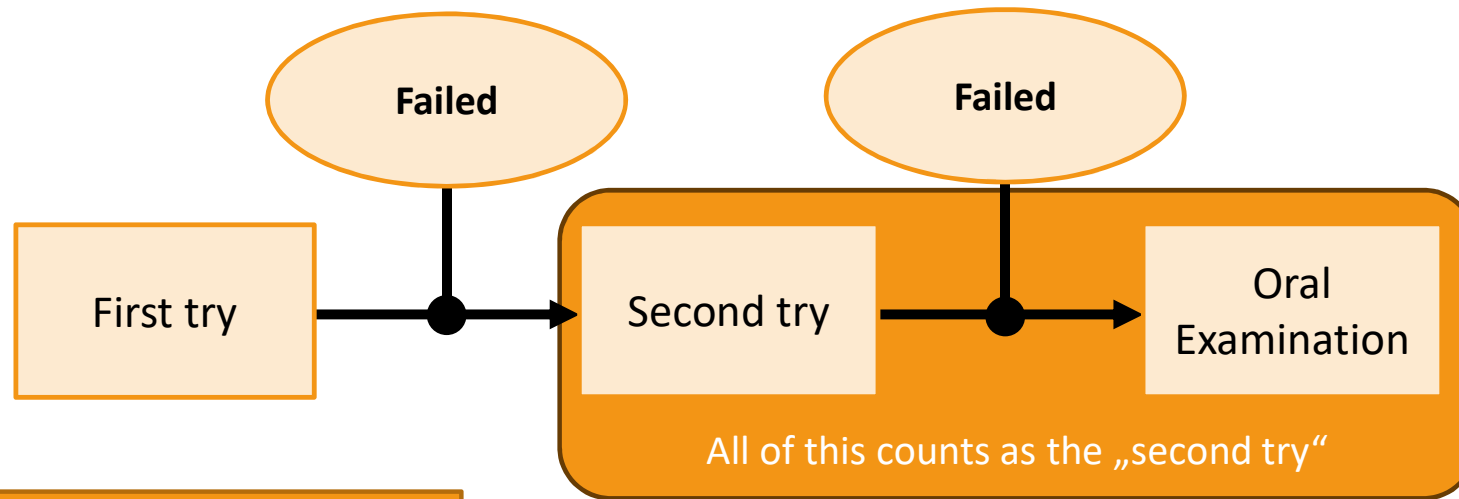 Failed
Failed
First try
Second try
Oral
Examination
All of this counts as the „second try“